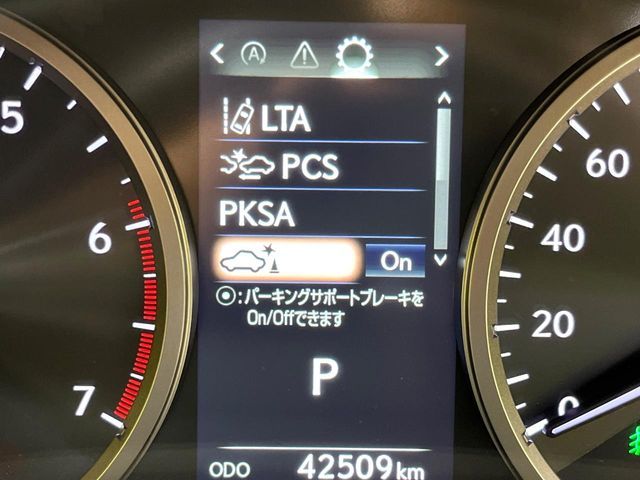 LTA
PCS
PKSA
On
⦿:パーキングサポートブレーキを
On/Offできます
P
ODO 42509km
5
6
7
60
40
20
0